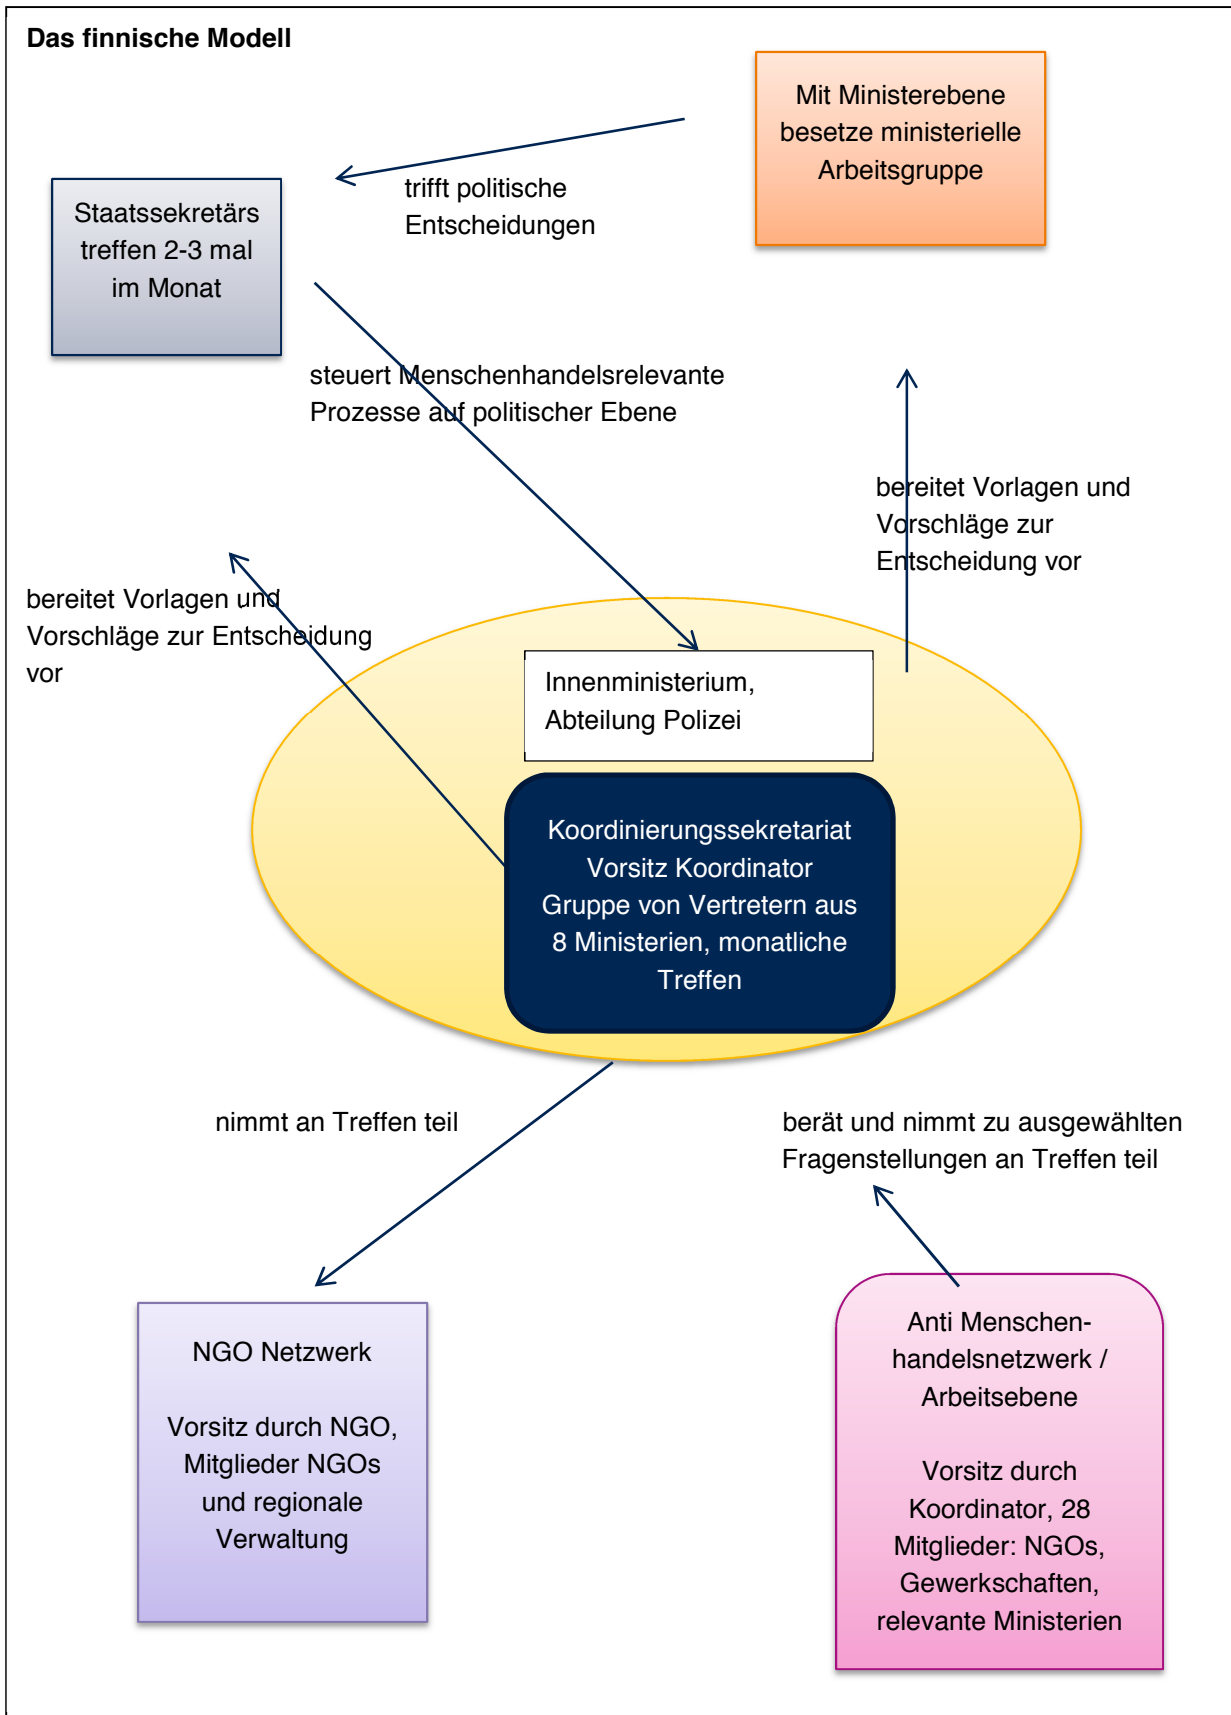 Das finnische Modell
Mit Ministerebene
besetze ministerielle
Arbeitsgruppe
trifft politische
Entscheidungen
Staatssekretärs
treffen 2-3 mal
im Monat
steuert Menschenhandelsrelevante
Prozesse auf politischer Ebene
bereitet Vorlagen und
Vorschläge zur
Entscheidung vor
bereitet Vorlagen und
Vorschläge zur Entscheidung
vor
Innenministerium,
Abteilung Polizei
Koordinierungssekretariat
Vorsitz Koordinator
Gruppe von Vertretern aus
8 Ministerien, monatliche
Treffen
nimmt an Treffen teil
berät und nimmt zu ausgewählten
Fragenstellungen an Treffen teil
NGO Netzwerk
Vorsitz durch NGO,
Mitglieder NGOs
und regionale
Verwaltung
Anti Menschen-
handelsnetzwerk /
Arbeitsebene
Vorsitz durch
Koordinator, 28
Mitglieder: NGOs,
Gewerkschaften,
relevante Ministerien